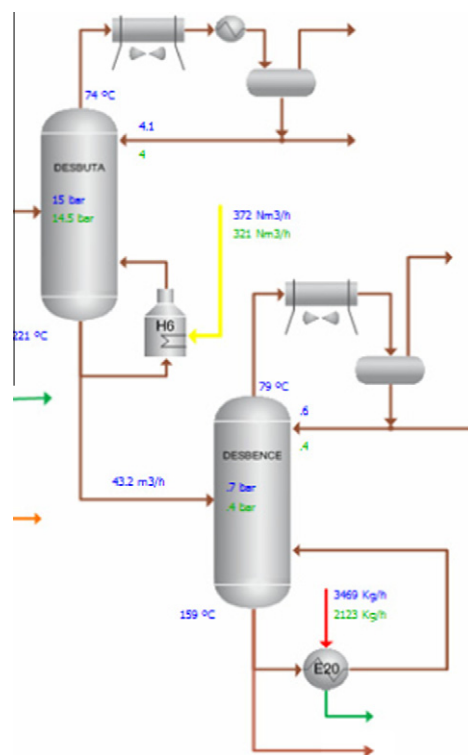 74 ºC
4.1
4
DESBUTA
15 bar
14.5 bar
372 Nm3/h
321 Nm3/h
H6
221 ºC
79 ºC
.6
.4
DESBENCE
43.2 m3/h
.7 bar
.4 bar
159 ºC
3469 Kg/h
2123 Kg/h
E20